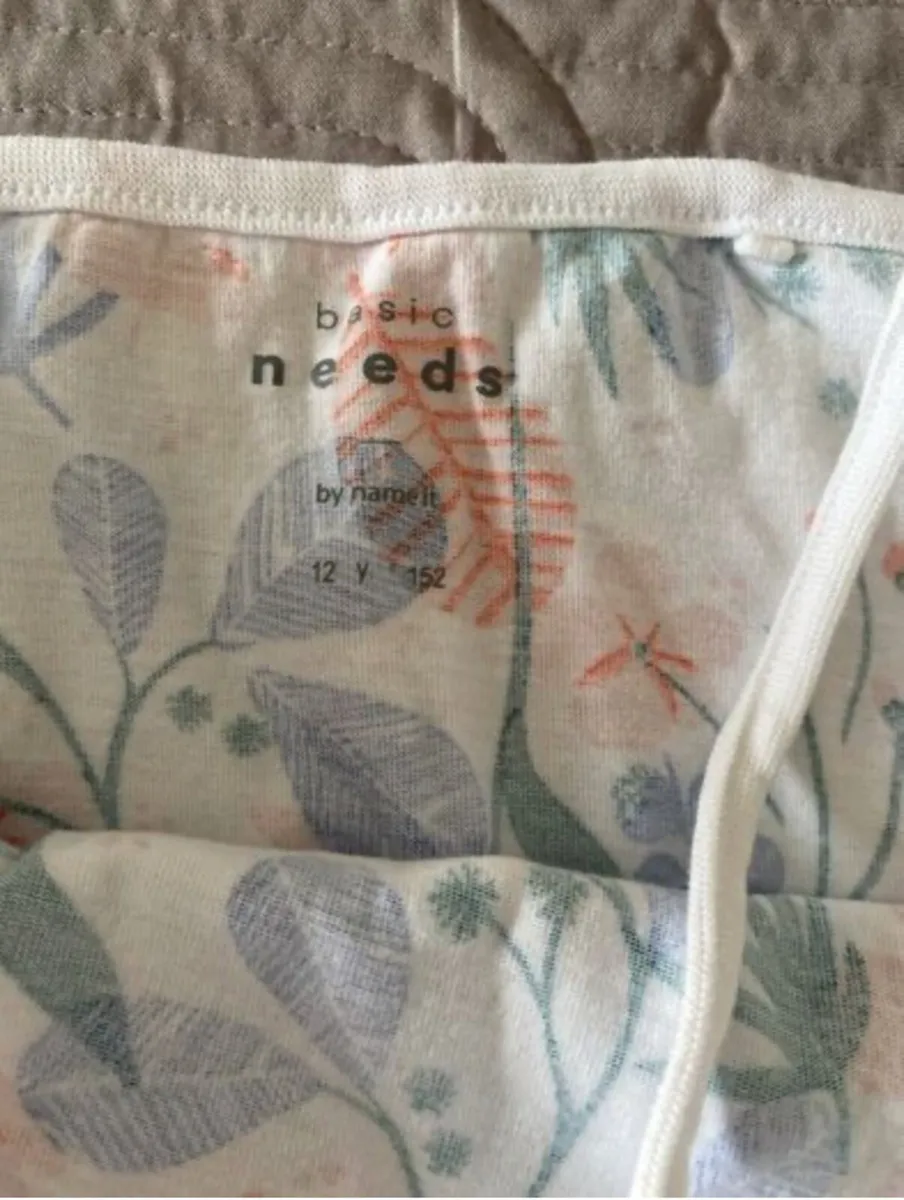 basic
needs
by name it
12 y 152